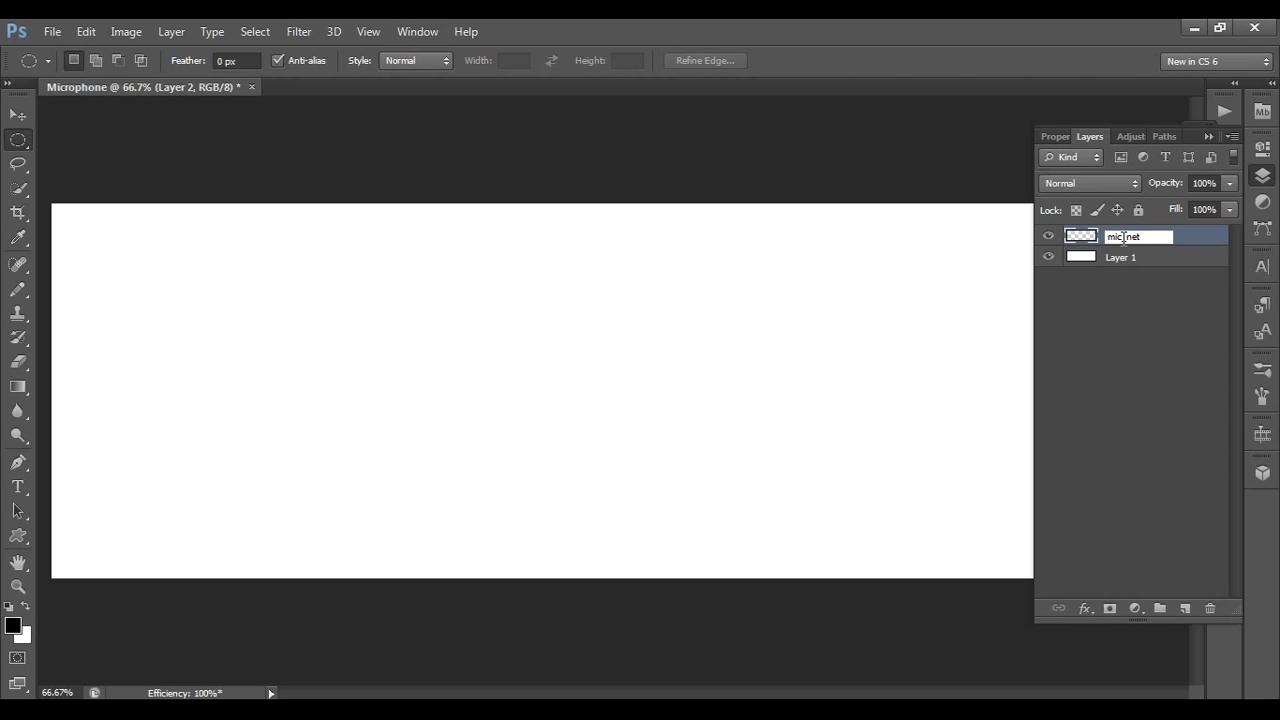 Ps File Edit Image Layer Type Select Filter 3D View Window Help
Feather: 0 px Anti-alias Style: Normal Width: Height: Refine Edge... New in CS 6
Microphone @ 66.7% (Layer 2, RGB/8) * ×
Mb
Proper Layers Adjust Paths
Kind
Normal Opacity: 100%
Lock: Fill: 100%
mic net
Layer 1
fx
66.67% Efficiency: 100%*